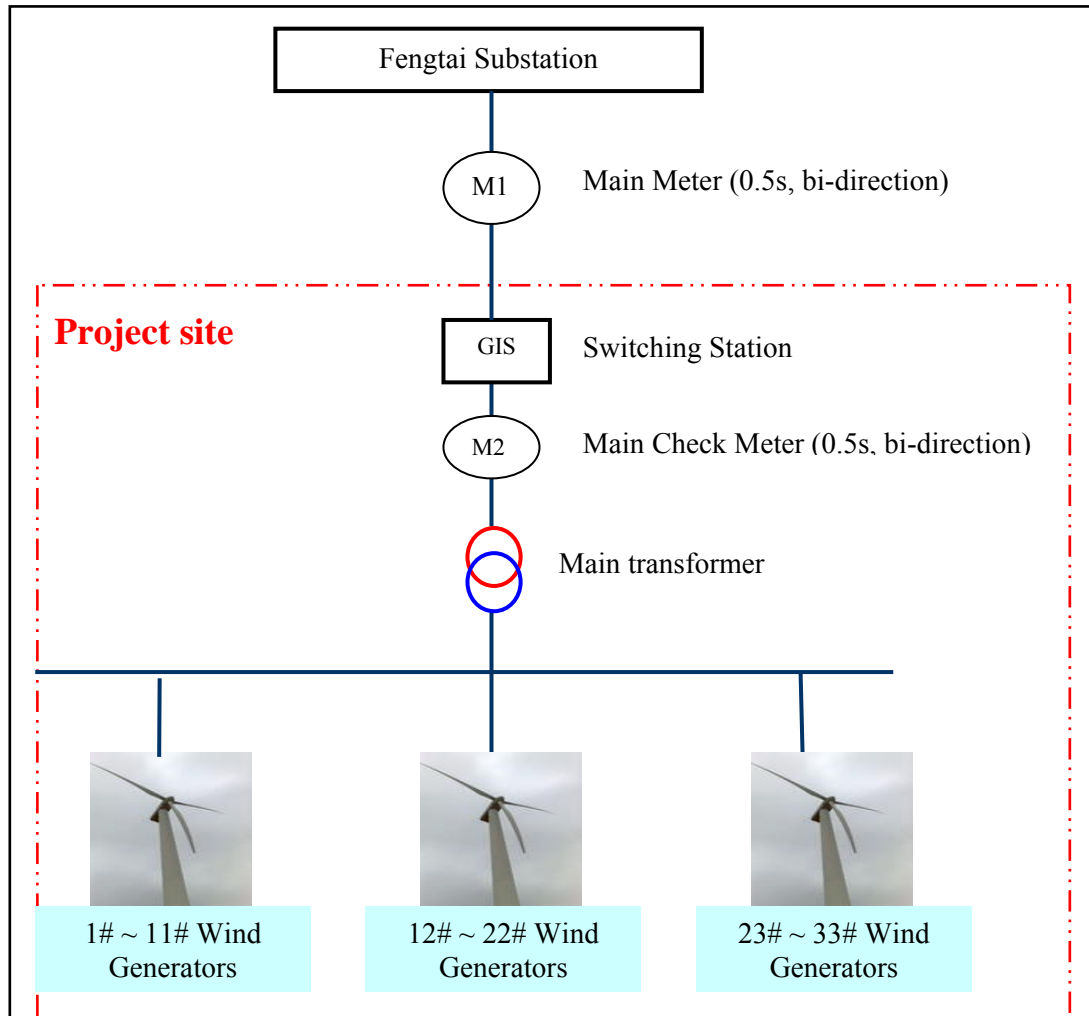 Fengtai Substation
M1
Main Meter (0.5s, bi-direction)
Project site
GIS
Switching Station
M2
Main Check Meter (0.5s, bi-direction)
Main transformer
1# ~ 11# Wind
Generators
12# ~ 22# Wind
Generators
23# ~ 33# Wind
Generators